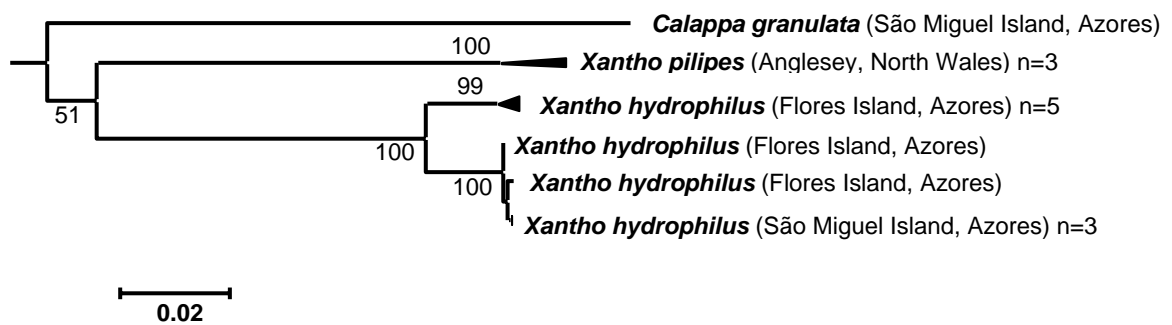 Calappa granulata (São Miguel Island, Azores)
100
Xantho pilipes (Anglesey, North Wales) n=3
99
Xantho hydrophilus (Flores Island, Azores) n=5
51
Xantho hydrophilus (Flores Island, Azores)
100
Xantho hydrophilus (Flores Island, Azores)
100
Xantho hydrophilus (São Miguel Island, Azores) n=3
0.02